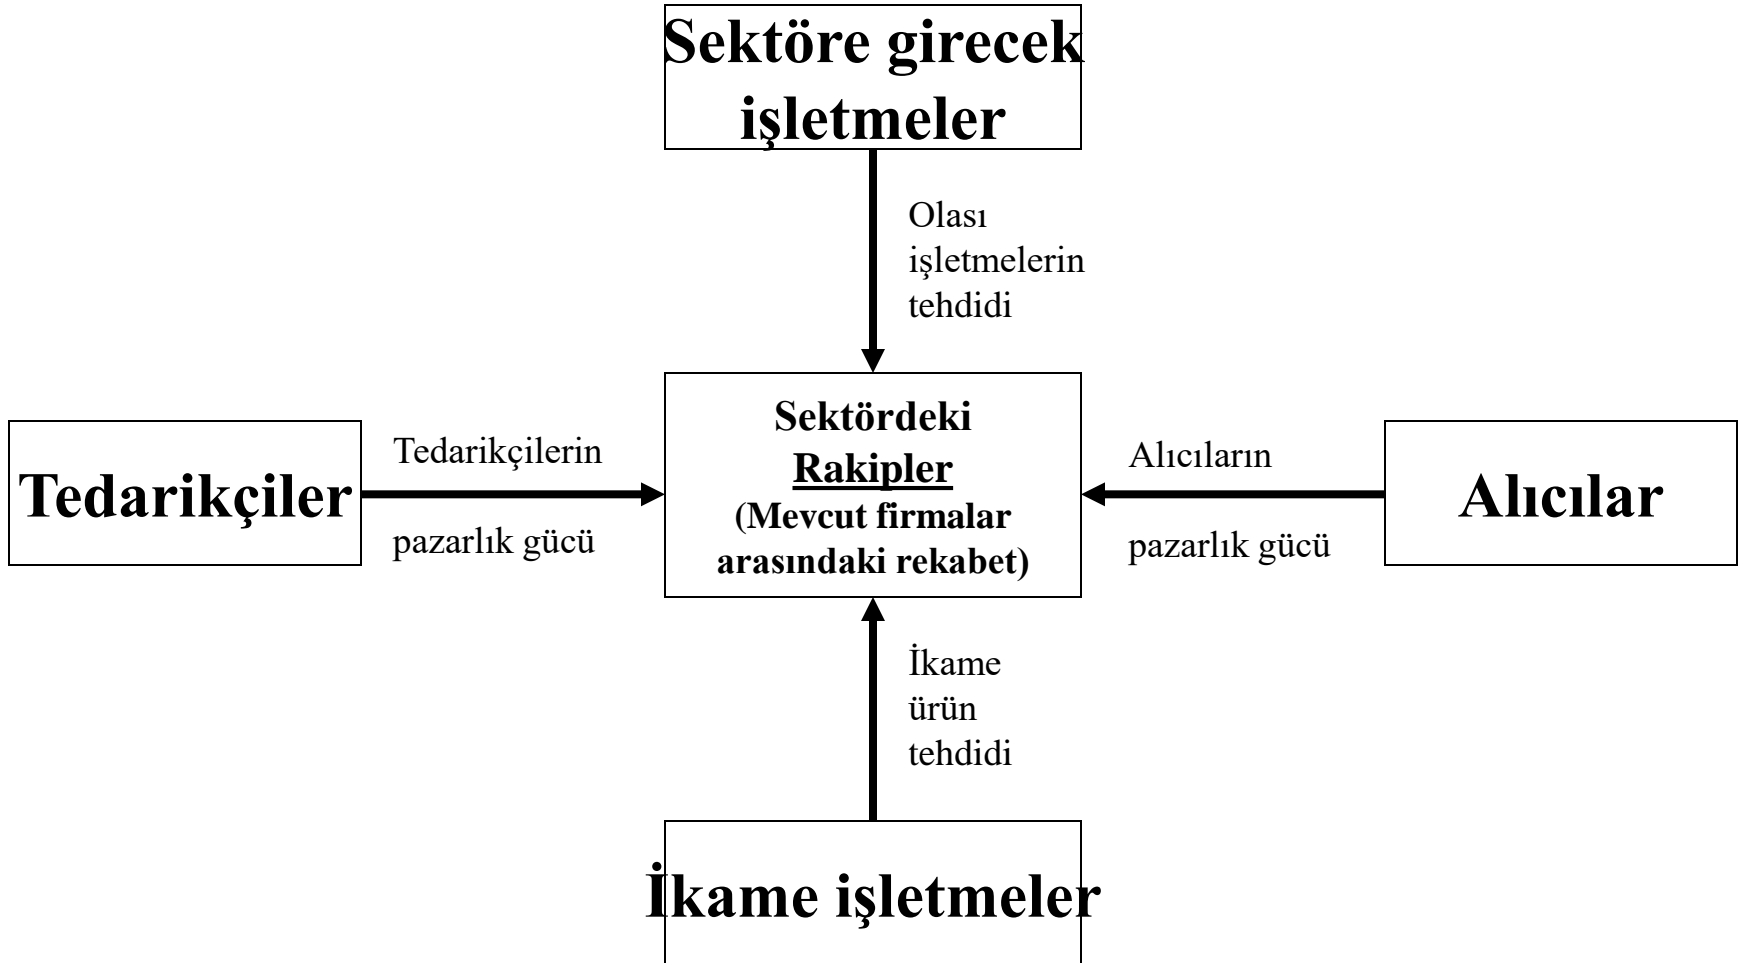 Sektöre girecek
işletmeler
Olası
işletmelerin
tehdidi
Tedarikçiler
Tedarikçilerin
pazarlık gücü
Sektördeki
Rakipler
(Mevcut firmalar
arasındaki rekabet)
Alıcıların
pazarlık gücü
Alıcılar
İkame
ürün
tehdidi
İkame işletmeler